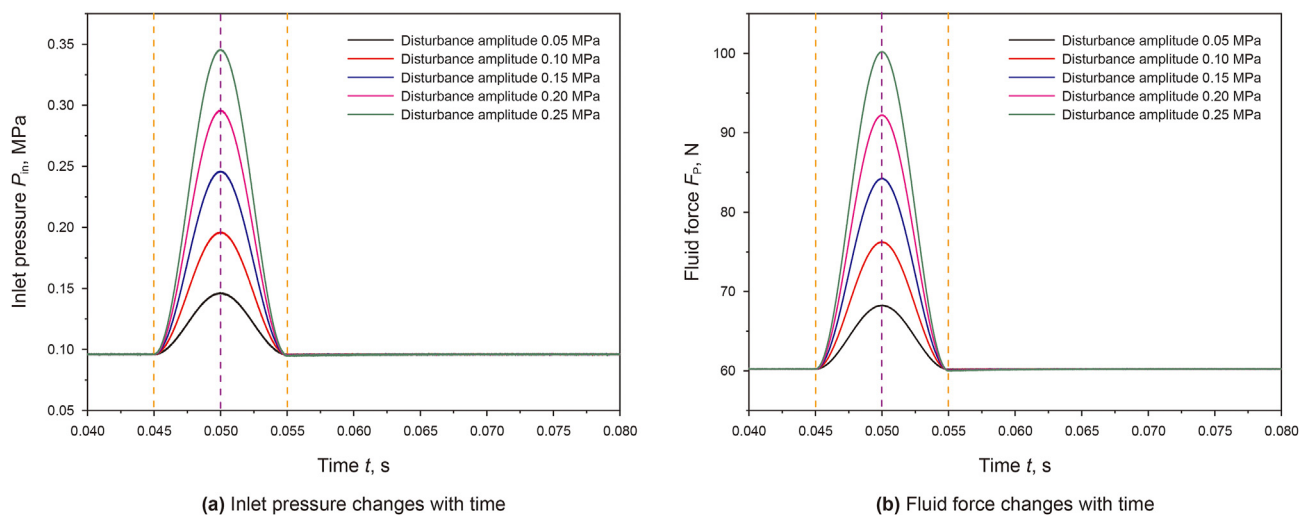 0.35
0.30
0.25
0.20
0.15
0.10
0.05
Inlet pressure Pin, MPa
Disturbance amplitude 0.05 MPa
Disturbance amplitude 0.10 MPa
Disturbance amplitude 0.15 MPa
Disturbance amplitude 0.20 MPa
Disturbance amplitude 0.25 MPa
0.040 0.045 0.050 0.055 0.060 0.065 0.070 0.075 0.080
Time t, s
(a) Inlet pressure changes with time
100
90
80
70
60
Fluid force FP, N
Disturbance amplitude 0.05 MPa
Disturbance amplitude 0.10 MPa
Disturbance amplitude 0.15 MPa
Disturbance amplitude 0.20 MPa
Disturbance amplitude 0.25 MPa
0.040 0.045 0.050 0.055 0.060 0.065 0.070 0.075 0.080
Time t, s
(b) Fluid force changes with time